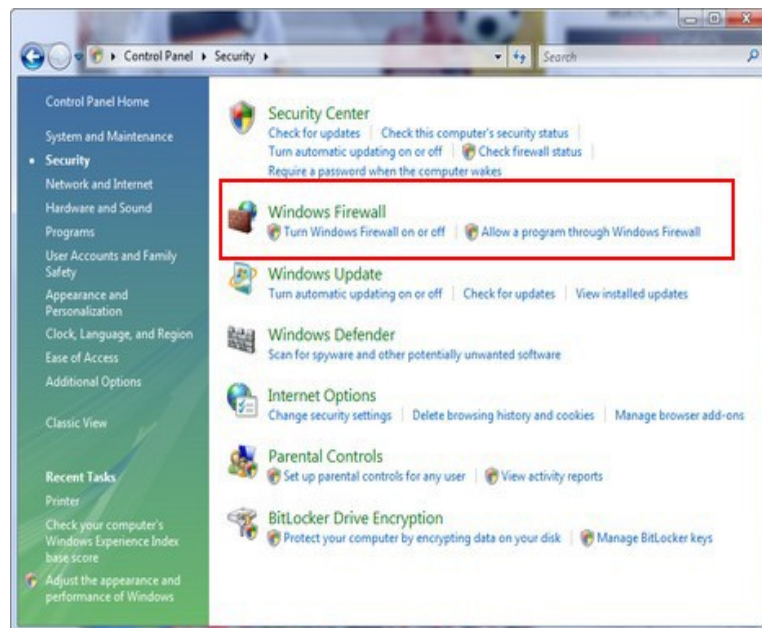 Control Panel
Security
Search
Control Panel Home
System and Maintenance
Security
Network and Internet
Hardware and Sound
Programs
User Accounts and Family
Safety
Appearance and
Personalization
Clock, Language, and Region
Ease of Access
Additional Options
Classic View
Recent Tasks
Printer
Check your computer's
Windows Experience Index
base score
Adjust the appearance and
performance of Windows
Security Center
Check for updates Check this computer's security status
Turn automatic updating on or off Check firewall status
Require a password when the computer wakes
Windows Firewall
Turn Windows Firewall on or off Allow a program through Windows Firewall
Windows Update
Turn automatic updating on or off Check for updates View installed updates
Windows Defender
Scan for spyware and other potentially unwanted software
Internet Options
Change security settings Delete browsing history and cookies Manage browser add-ons
Parental Controls
Set up parental controls for any user View activity reports
BitLocker Drive Encryption
Protect your computer by encrypting data on your disk Manage BitLocker keys